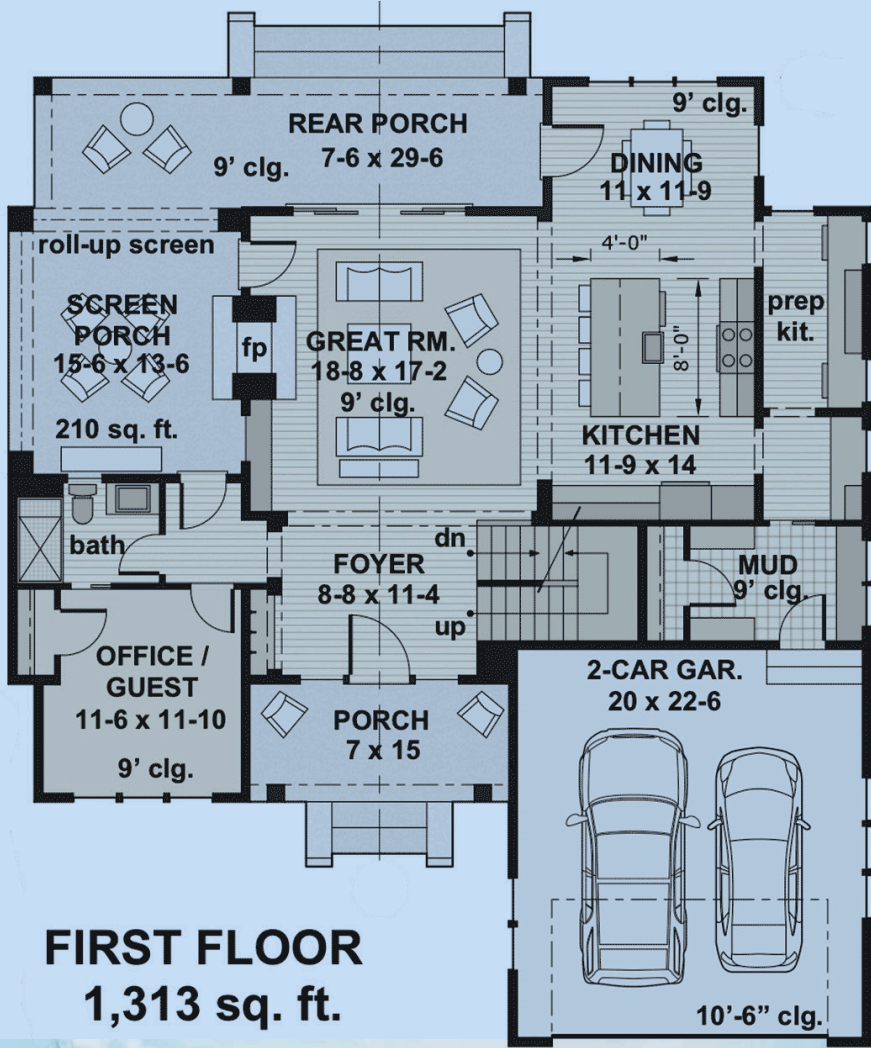 9' clg.
REAR PORCH
7-6 x 29-6
9' clg.
DINING
11 x 11-9
roll-up screen
4'-0"
SCREEN
PORCH
15-6 x 13-6
210 sq. ft.
fp
GREAT RM.
18-8 x 17-2
9' clg.
8'-0"
prep
kit.
KITCHEN
11-9 x 14
bath
FOYER
8-8 x 11-4
dn
up
MUD
9' clg.
OFFICE /
GUEST
11-6 x 11-10
9' clg.
PORCH
7 x 15
2-CAR GAR.
20 x 22-6
10'-6" clg.
FIRST FLOOR
1,313 sq. ft.